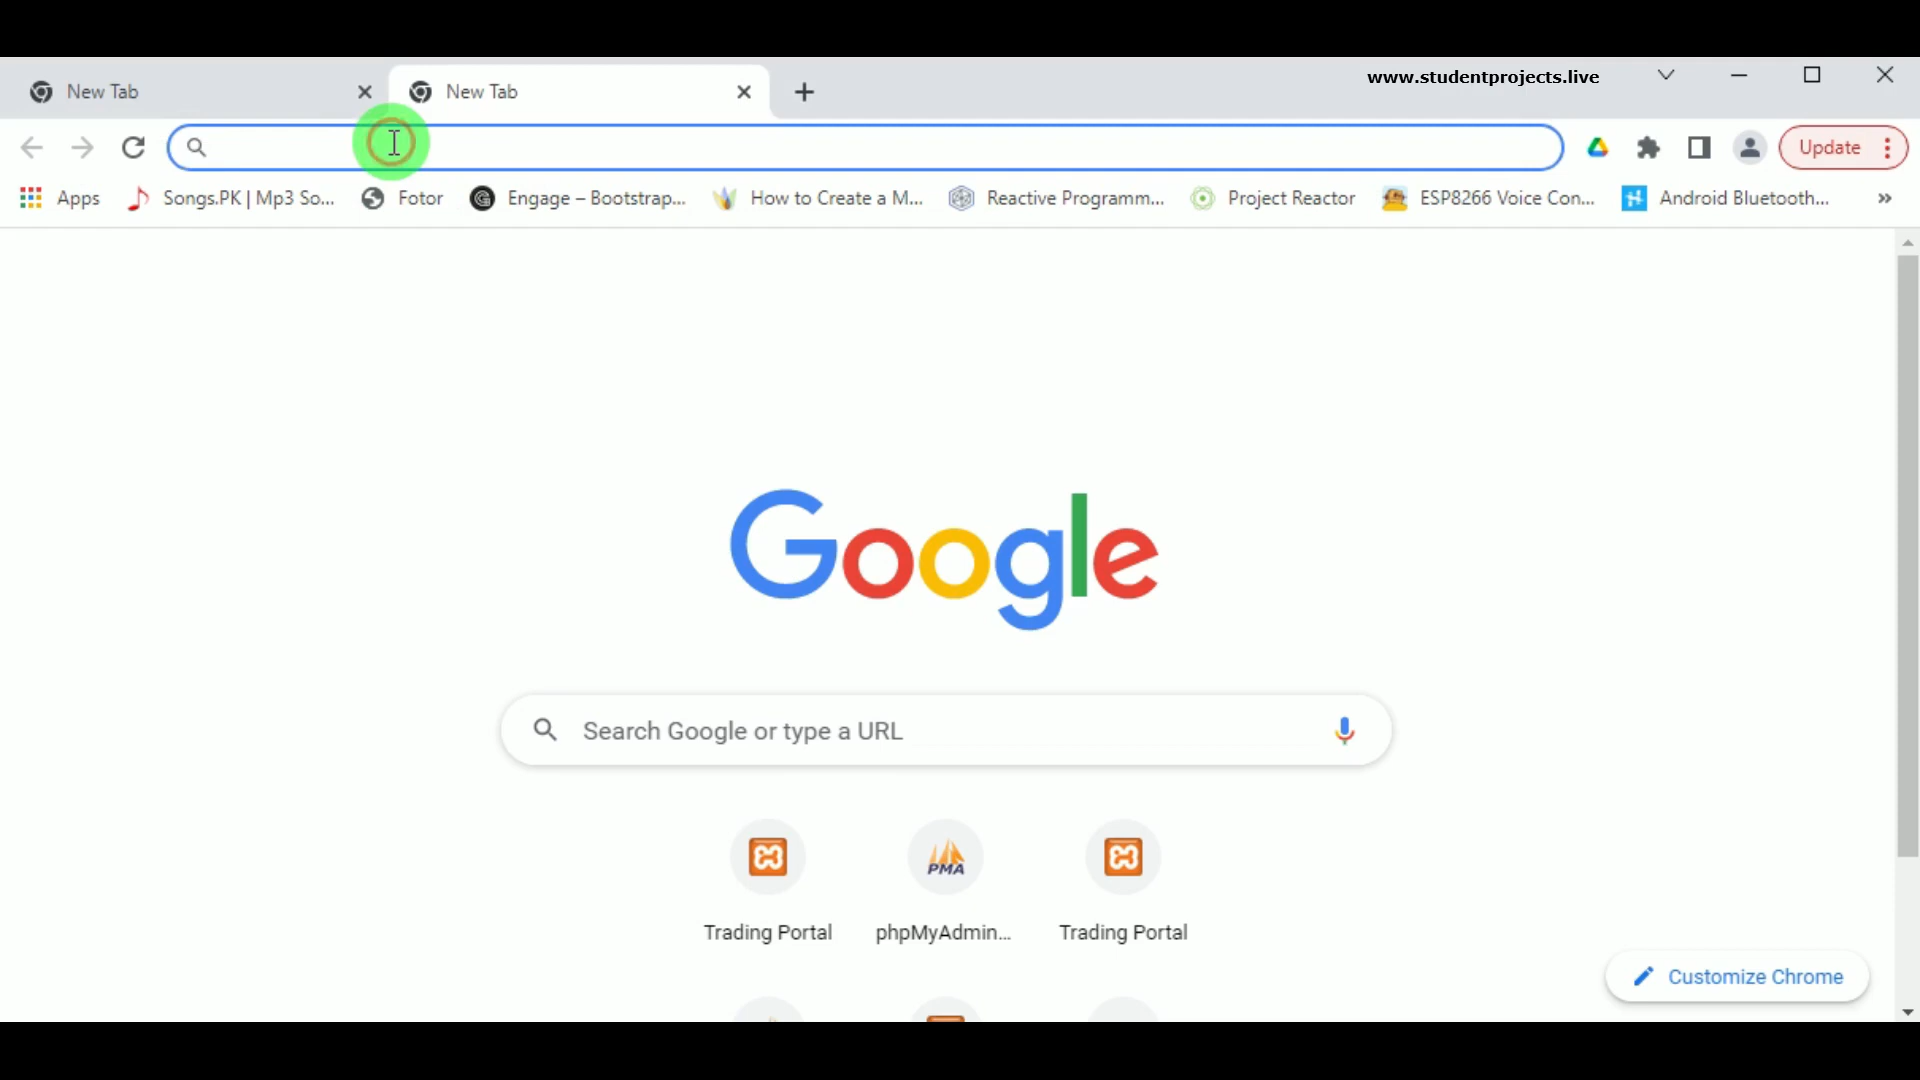 New Tab
New Tab
www.studentprojects.live
Update
Apps
Songs.PK | Mp3 So...
Fotor
Engage – Bootstrap...
How to Create a M...
Reactive Programm...
Project Reactor
ESP8266 Voice Con...
Android Bluetooth...
»
Google
Search Google or type a URL
PMA
Trading Portal
phpMyAdmin...
Trading Portal
Customize Chrome